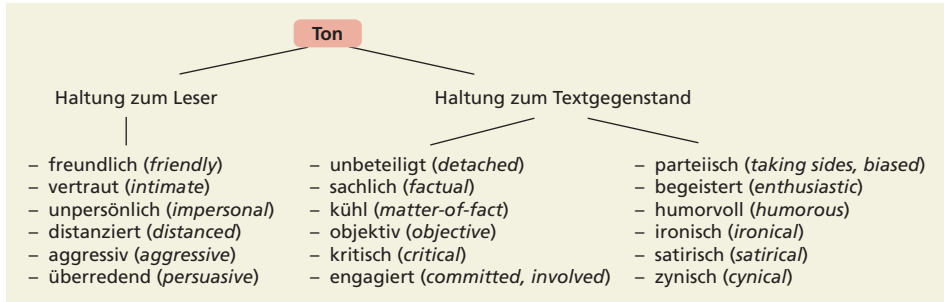 Ton
Haltung zum Leser
– freundlich (friendly)
– vertraut (intimate)
– unpersönlich (impersonal)
– distanziert (distanced)
– aggressiv (aggressive)
– überredend (persuasive)
Haltung zum Textgegenstand
– unbeteiligt (detached)
– sachlich (factual)
– kühl (matter-of-fact)
– objektiv (objective)
– kritisch (critical)
– engagiert (committed, involved)
– parteiisch (taking sides, biased)
– begeistert (enthusiastic)
– humorvoll (humorous)
– ironisch (ironical)
– satirisch (satirical)
– zynisch (cynical)